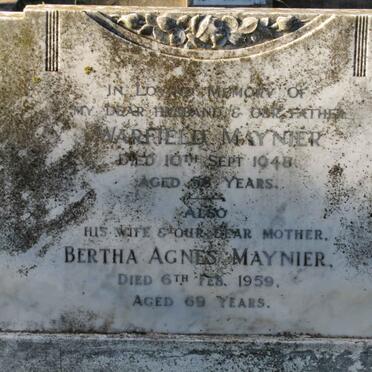 IN LOVING MEMORY OF
MY DEAR HUSBAND & OUR FATHER
WARFIELD MAYNIER
DIED 10TH SEPT 1948.
AGED YEARS.
ALSO
HIS WIFE & OUR DEAR MOTHER,
BERTHA AGNES MAYNIER,
DIED 6TH FEB. 1959,
AGED 69 YEARS.